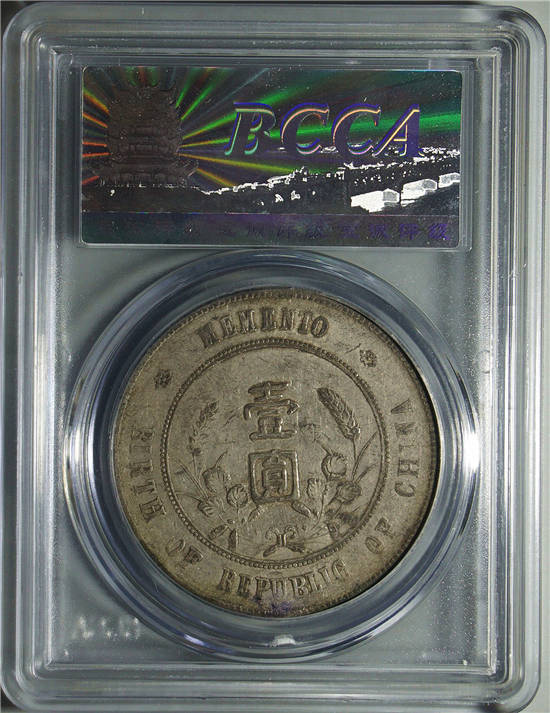 BCCA
MEMENTO
BIRTH OF REPUBLIC OF CHINA
壹
圓